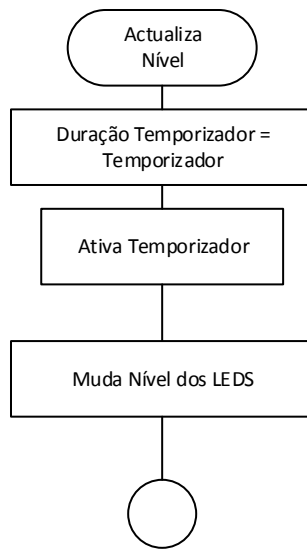 Actualiza
Nível
Duração Temporizador =
Temporizador
Ativa Temporizador
Muda Nível dos LEDS